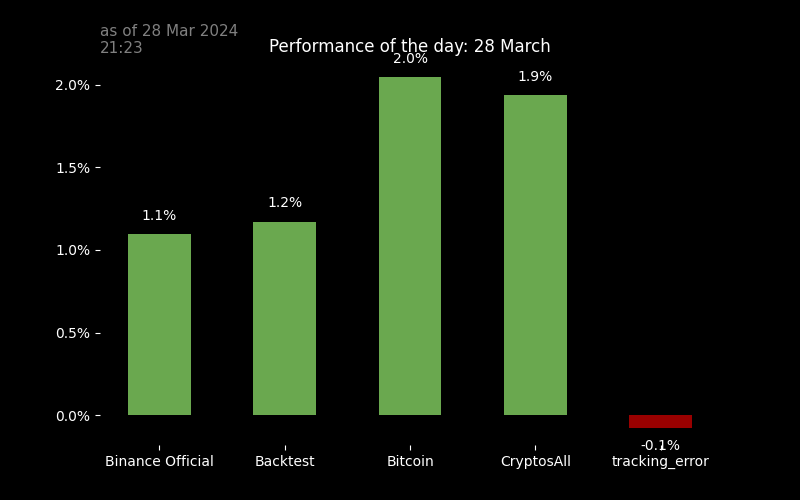 as of 28 Mar 2024
21:23
Performance of the day: 28 March
2.0%
1.9%
2.0%
1.5%
1.2%
1.1%
1.0%
0.5%
0.0%
-0.1%
Binance Official
Backtest
Bitcoin
CryptosAll
tracking_error